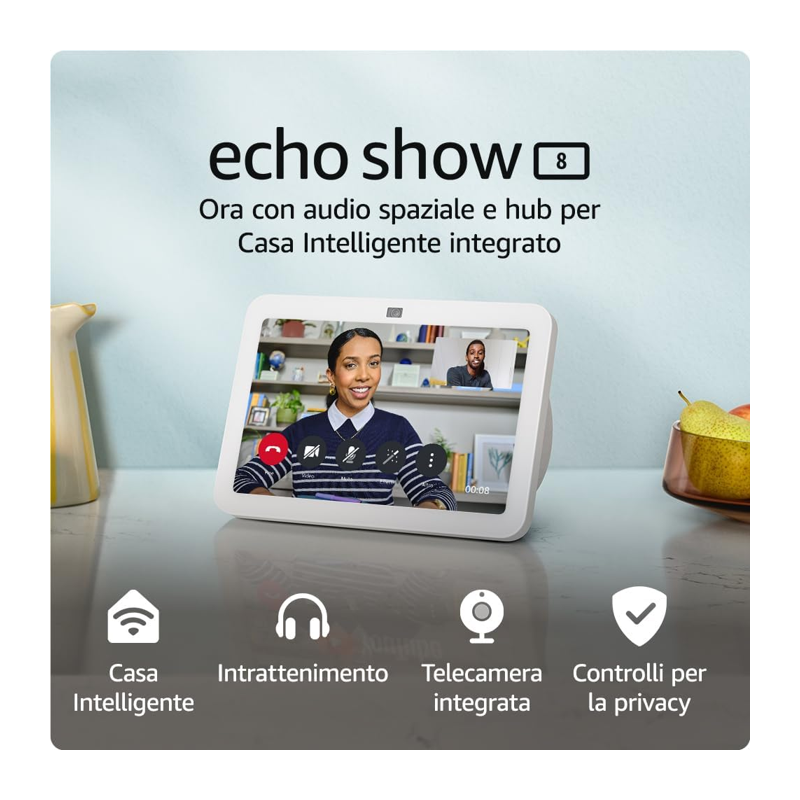 echo show 8
Ora con audio spaziale e hub per
Casa Intelligente integrato
Video
00:08
Casa
Intelligente
Intrattenimento
Telecamera
integrata
Controlli per
la privacy